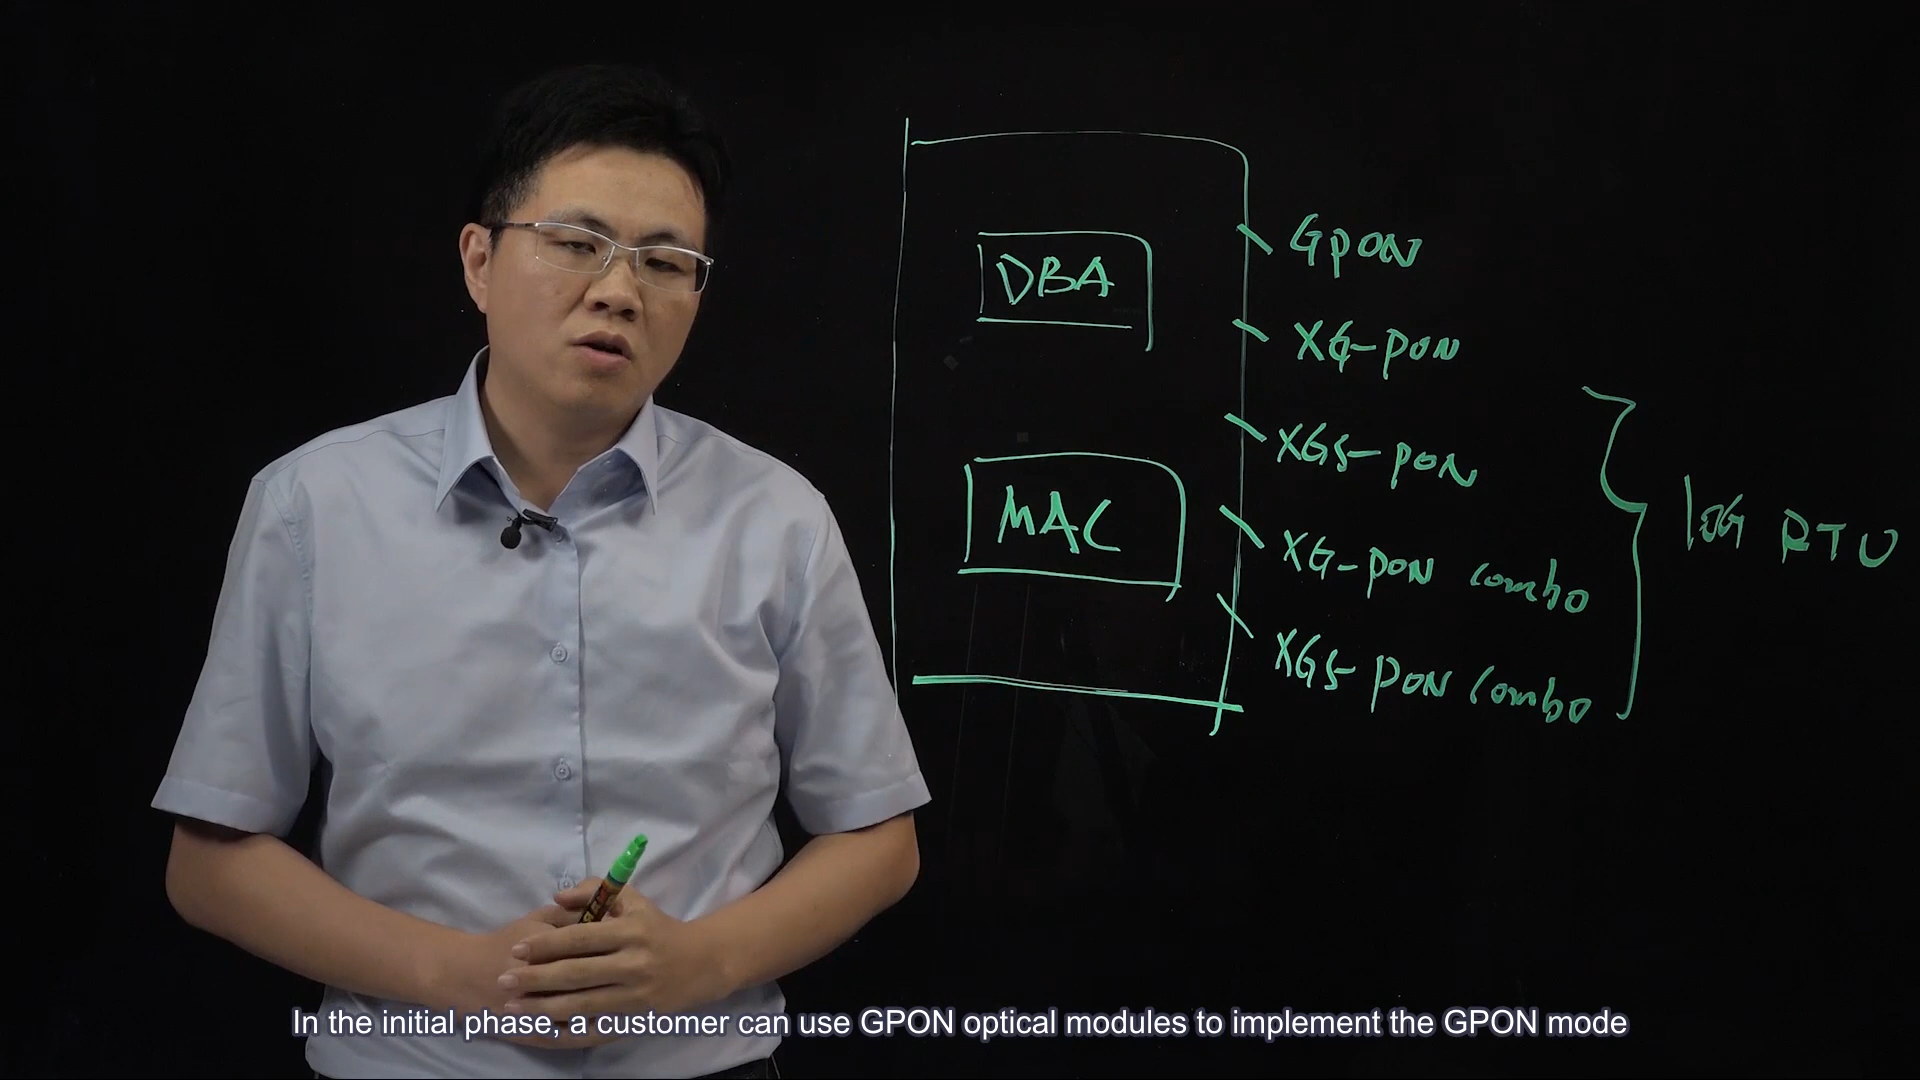 DBA
MAC
GPON
XG-PON
XGS-PON
XG-PON combo
XGS-PON combo
10G RTU
In the initial phase, a customer can use GPON optical modules to implement the GPON mode